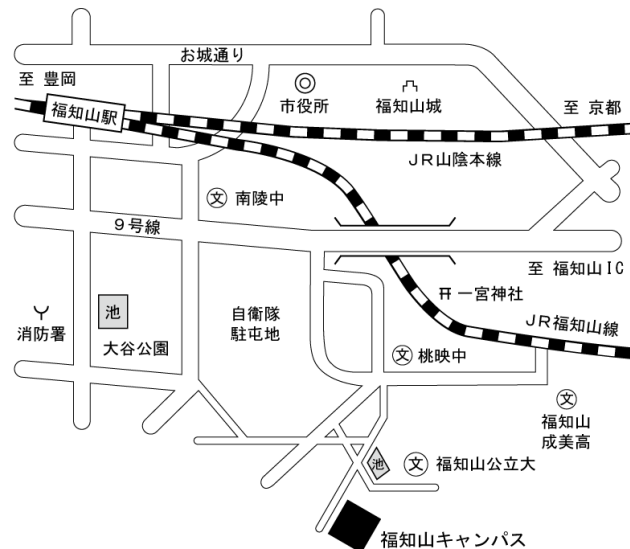 お城通り
至 豊岡
福知山駅
市役所
福知山城
至 京都
JR山陰本線
文 南陵中
9号線
至 福知山IC
池
自衛隊
駐屯地
一宮神社
消防署
大谷公園
JR福知山線
文 桃映中
文
福知山
成美高
池
文 福知山公立大
福知山キャンパス